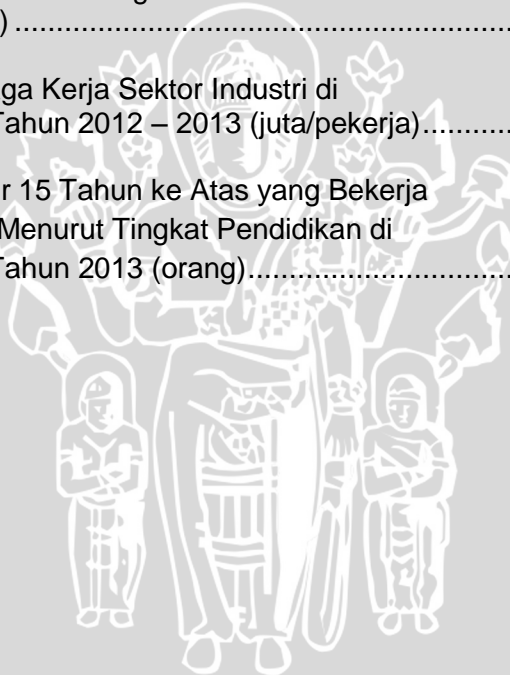 ) ....................................................
ga Kerja Sektor Industri di
Tahun 2012 – 2013 (juta/pekerja)............
r 15 Tahun ke Atas yang Bekerja
Menurut Tingkat Pendidikan di
Tahun 2013 (orang)................................